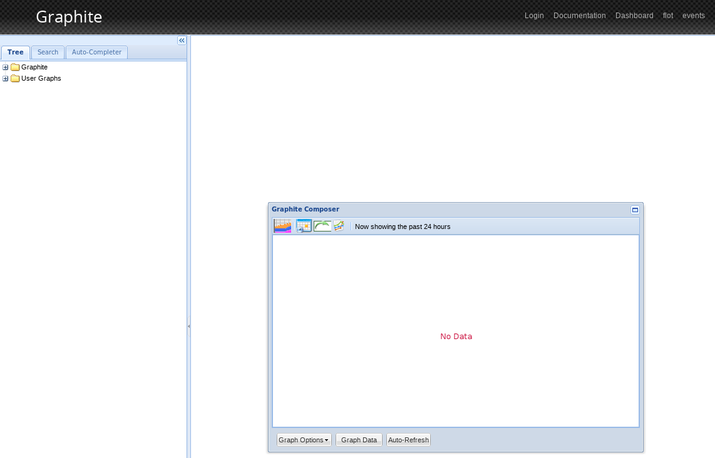 Graphite
Login Documentation Dashboard flot events
Tree Search Auto-Completer
Graphite
User Graphs
Graphite Composer
Now showing the past 24 hours
No Data
Graph Options Graph Data Auto-Refresh